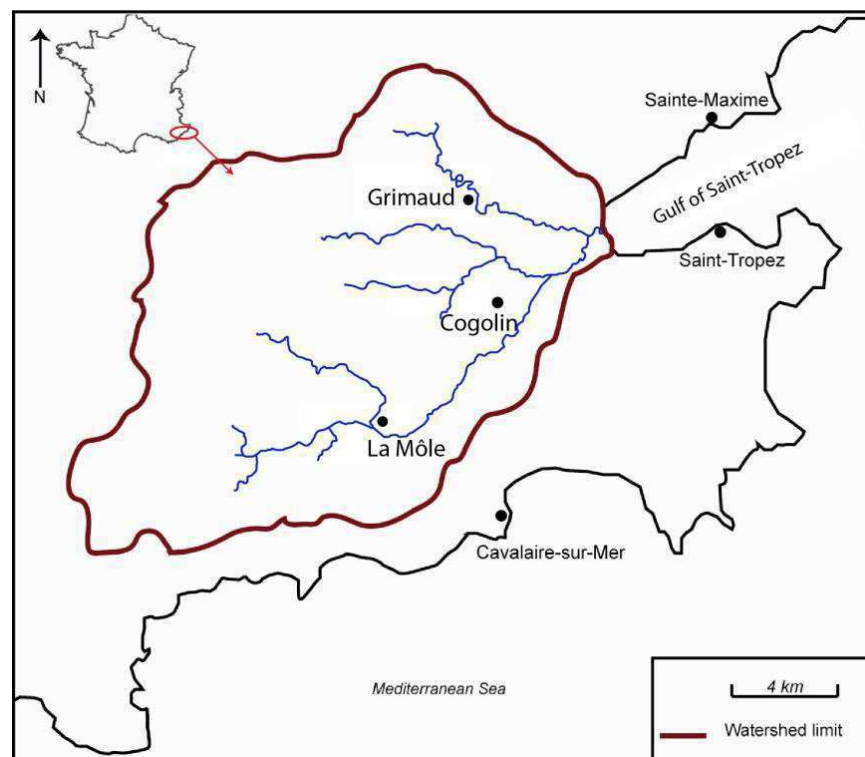 N
Sainte-Maxime
Gulf of Saint-Tropez
Grimaud
Saint-Tropez
Cogolin
La Môle
Cavalaire-sur-Mer
Mediterranean Sea
4 km
Watershed limit